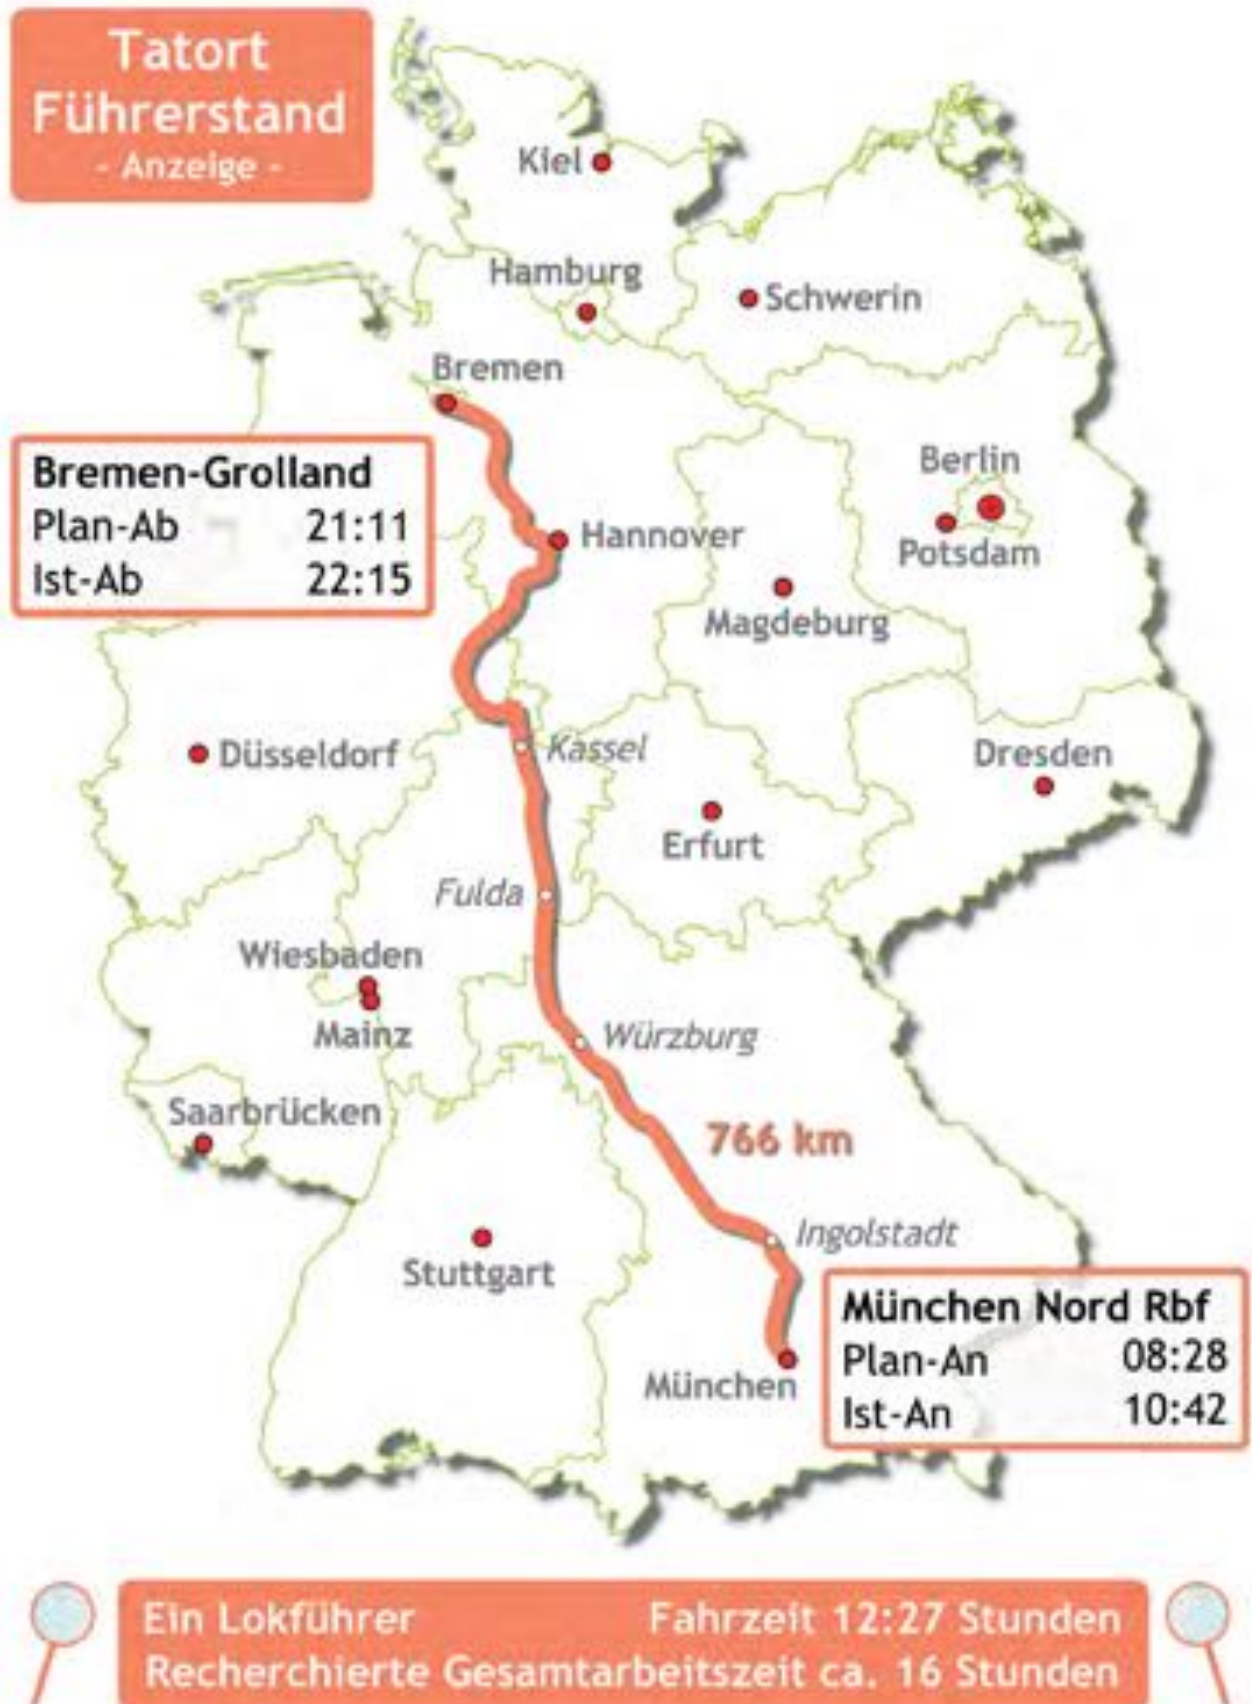 Tatort
Führerstand
- Anzeige -
Kiel
Hamburg
Schwerin
Bremen
Bremen-Grolland
Plan-Ab 21:11
Ist-Ab 22:15
Berlin
Hannover
Potsdam
Magdeburg
Düsseldorf
Kassel
Dresden
Erfurt
Fulda
Wiesbaden
Mainz
Würzburg
Saarbrücken
766 km
Ingolstadt
Stuttgart
München Nord Rbf
Plan-An 08:28
München
Ist-An 10:42
Ein Lokführer Fahrzeit 12:27 Stunden
Recherchierte Gesamtarbeitszeit ca. 16 Stunden